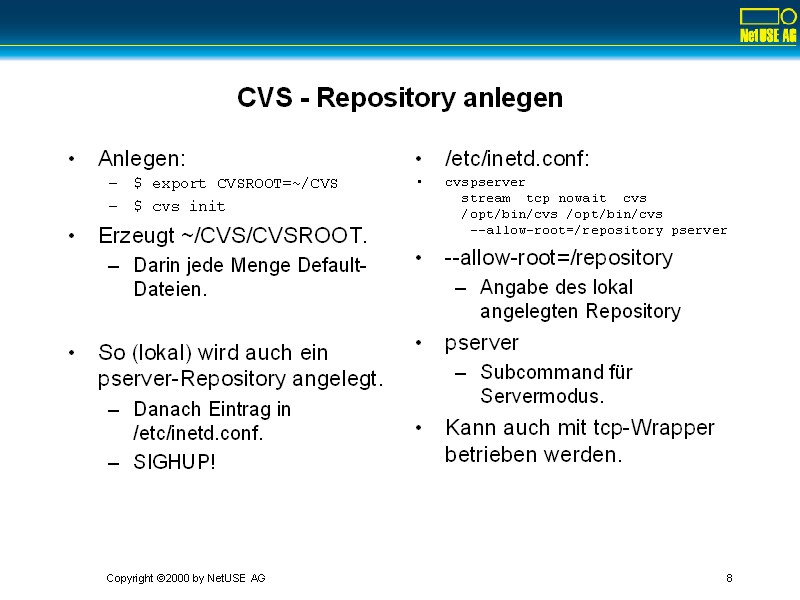 NetUSE AG
CVS - Repository anlegen
• Anlegen:
– $ export CVSROOT=~/CVS
– $ cvs init
• Erzeugt ~/CVS/CVSROOT.
– Darin jede Menge Default-
Dateien.
• So (lokal) wird auch ein
pserver-Repository angelegt.
– Danach Eintrag in
/etc/inetd.conf.
– SIGHUP!
• /etc/inetd.conf:
• cvspserver
stream tcp nowait cvs
/opt/bin/cvs /opt/bin/cvs
--allow-root=/repository pserver
• --allow-root=/repository
– Angabe des lokal
angelegten Repository
• pserver
– Subcommand für
Servermodus.
• Kann auch mit tcp-Wrapper
betrieben werden.
Copyright ©2000 by NetUSE AG
8